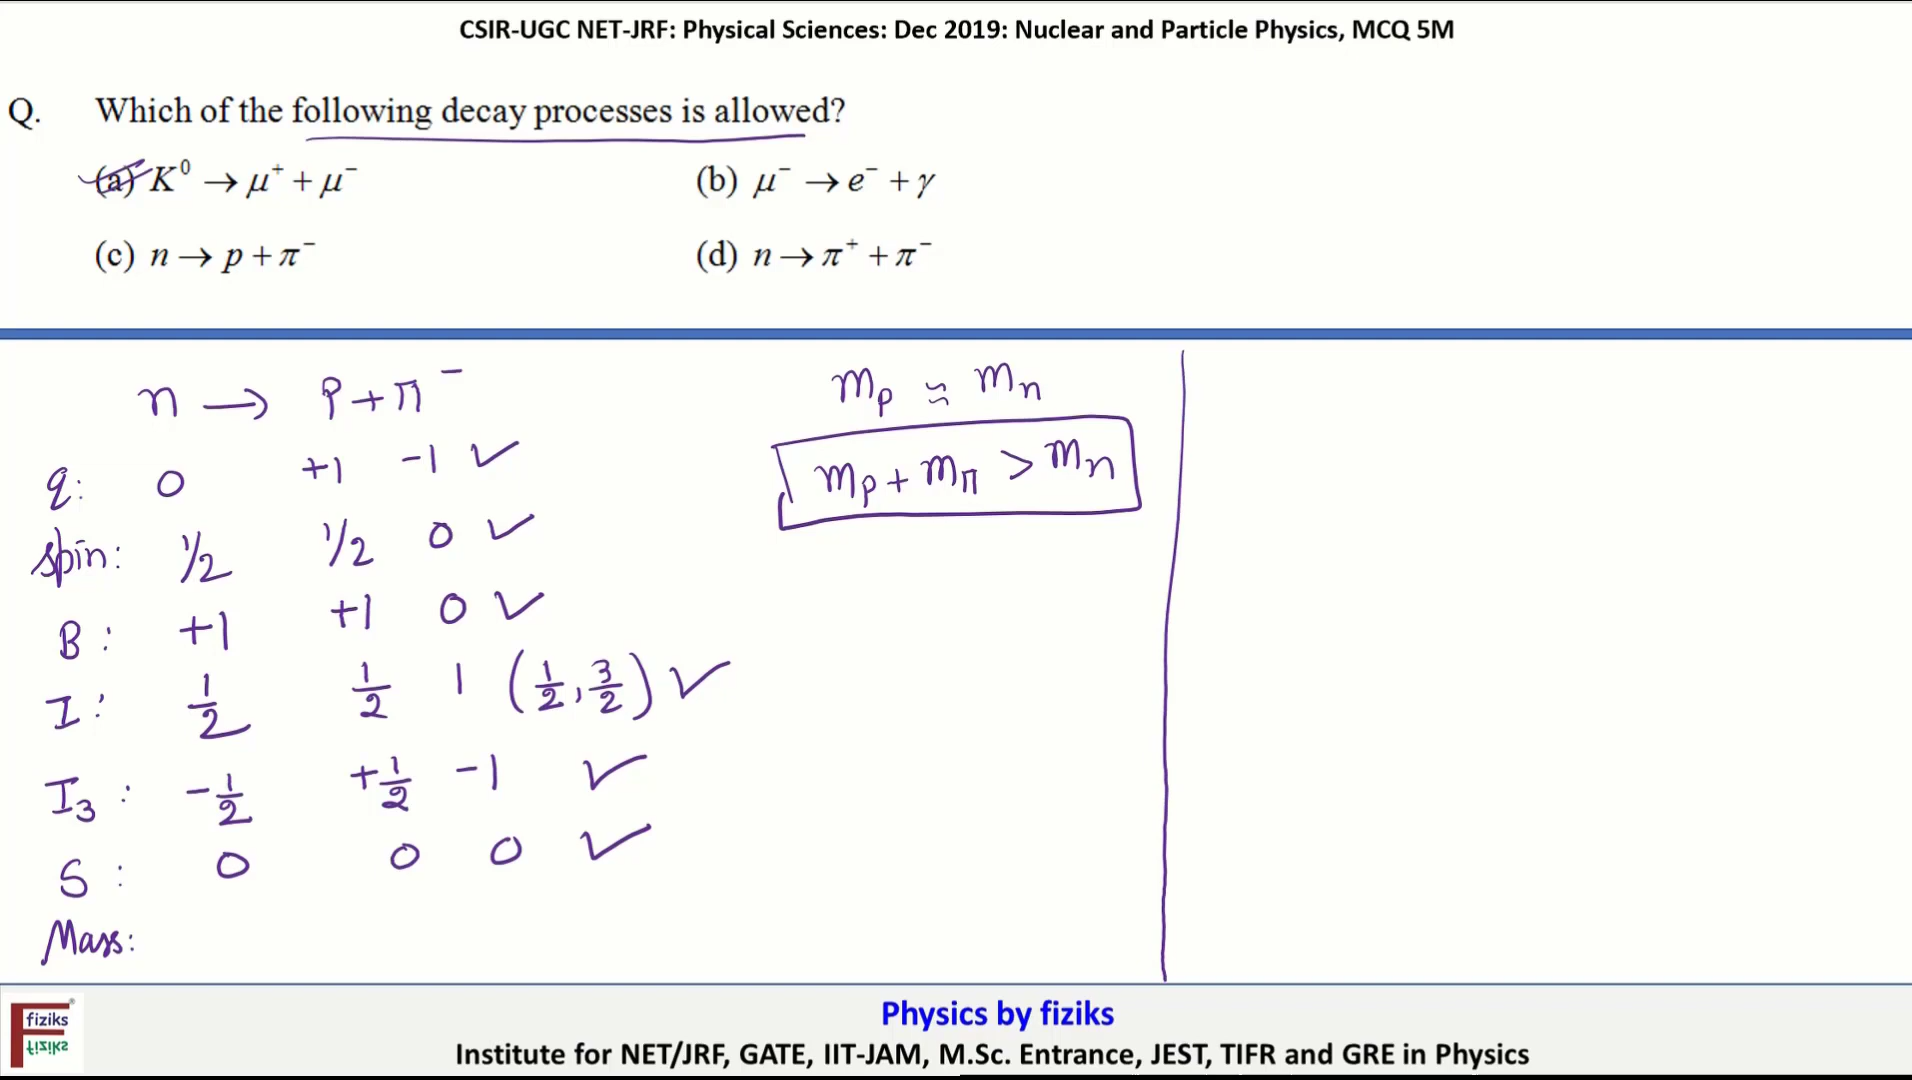 CSIR-UGC NET-JRF: Physical Sciences: Dec 2019: Nuclear and Particle Physics, MCQ 5M
Q. Which of the following decay processes is allowed?
(a) K⁰ → μ⁺ + μ⁻ (b) μ⁻ → e⁻ + γ
(c) n → p + π⁻ (d) n → π⁺ + π⁻
n → p + π⁻
q: 0 +1 -1 ✓
spin: 1/2 1/2 0 ✓
B: +1 +1 0 ✓
I: 1/2 1/2 1 (1/2, 3/2) ✓
I₃: -1/2 +1/2 -1 ✓
S: 0 0 0 ✓
Mass:
mₚ ≈ mₙ
mₚ + m_π > mₙ
fiziks
fiziks
Physics by fiziks
Institute for NET/JRF, GATE, IIT-JAM, M.Sc. Entrance, JEST, TIFR and GRE in Physics